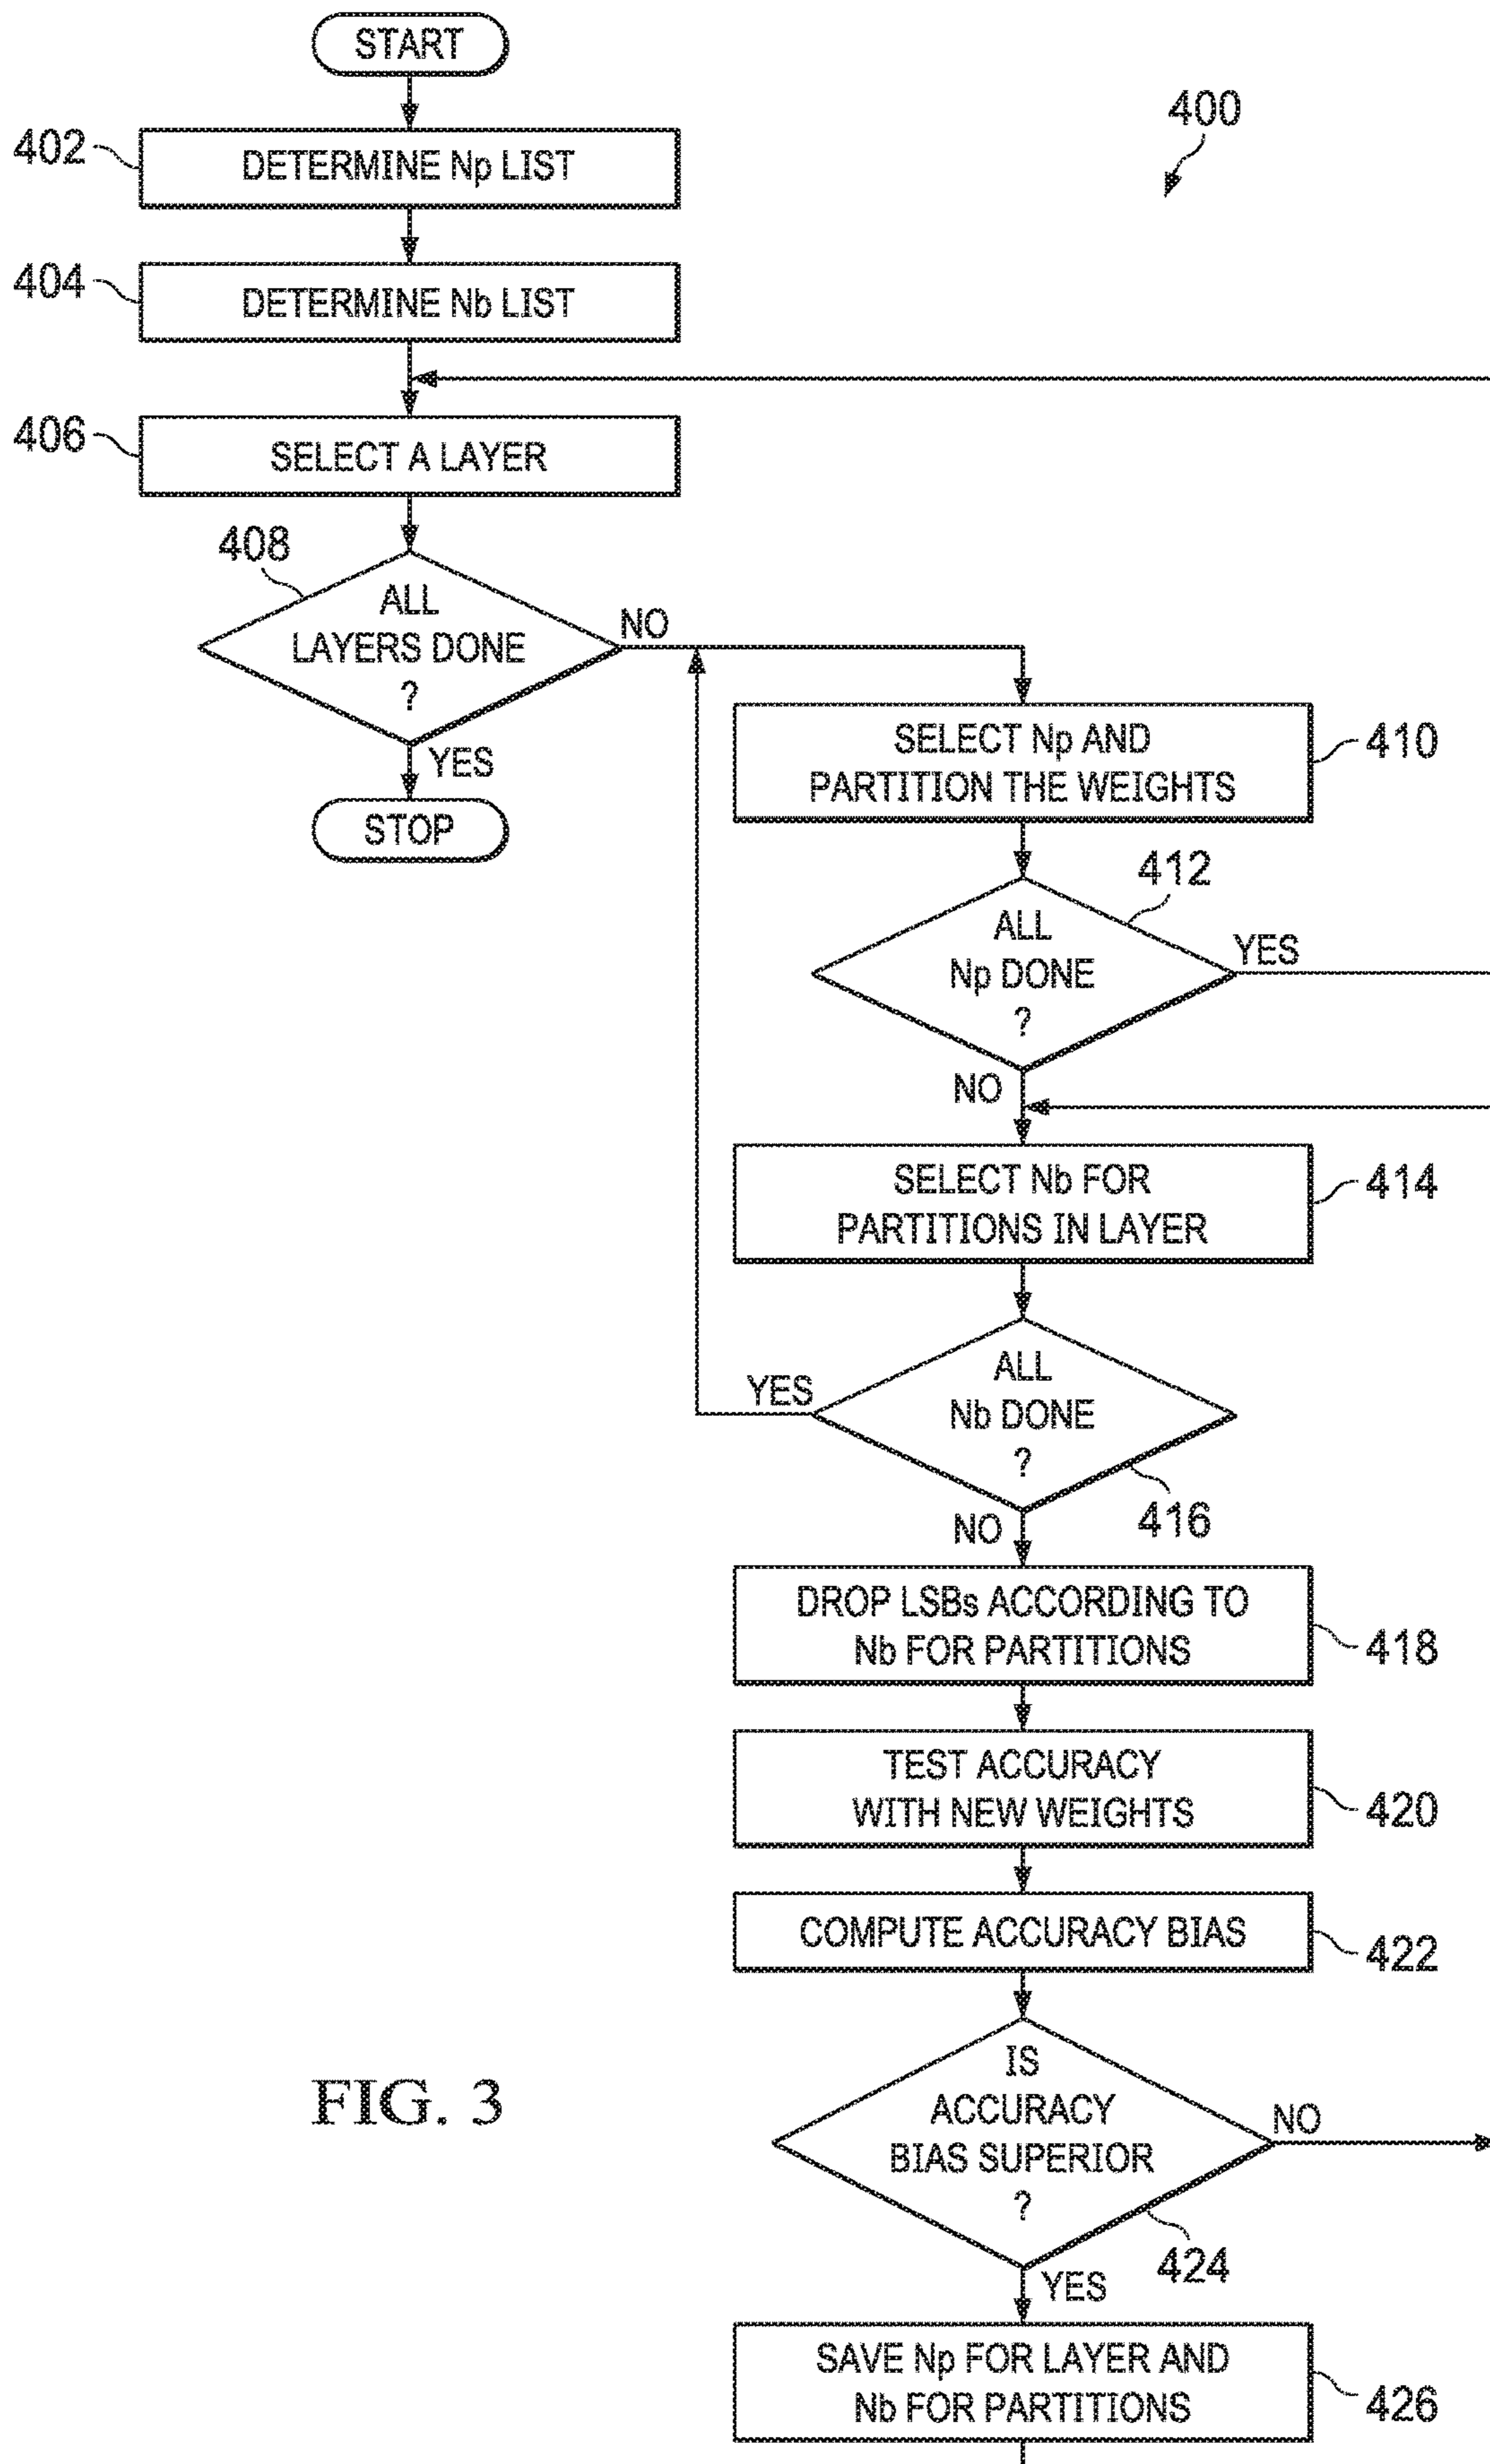 START
400
402
DETERMINE Np LIST
404
DETERMINE Nb LIST
406
SELECT A LAYER
408
ALL
LAYERS DONE
?
NO
YES
STOP
SELECT Np AND
PARTITION THE WEIGHTS
410
412
ALL
Np DONE
?
YES
NO
SELECT Nb FOR
PARTITIONS IN LAYER
414
ALL
Nb DONE
?
YES
416
NO
DROP LSBs ACCORDING TO
Nb FOR PARTITIONS
418
TEST ACCURACY
WITH NEW WEIGHTS
420
COMPUTE ACCURACY BIAS
422
IS
ACCURACY
BIAS SUPERIOR
?
NO
424
YES
SAVE Np FOR LAYER AND
Nb FOR PARTITIONS
426
FIG. 3